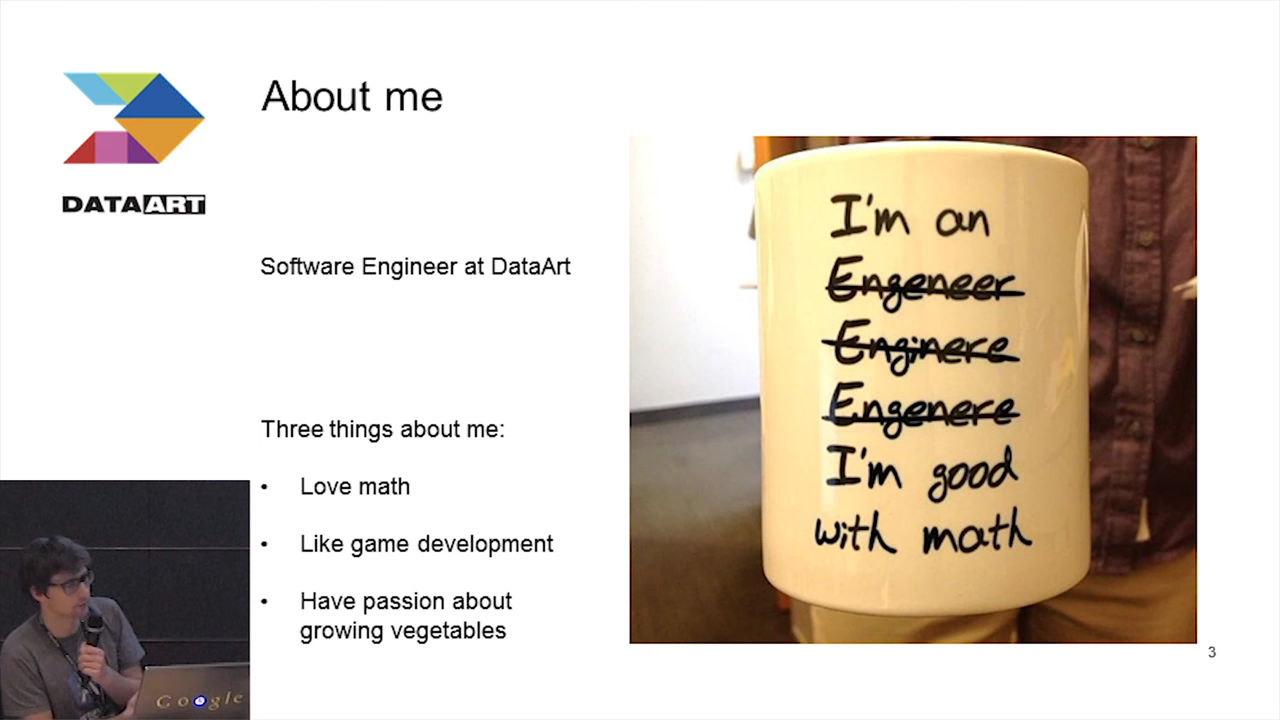 About me
DATAART
Software Engineer at DataArt
Three things about me:
• Love math
• Like game development
• Have passion about
growing vegetables
I'm an
Engeneer
Enginere
Engenere
I'm good
with math
3
Google